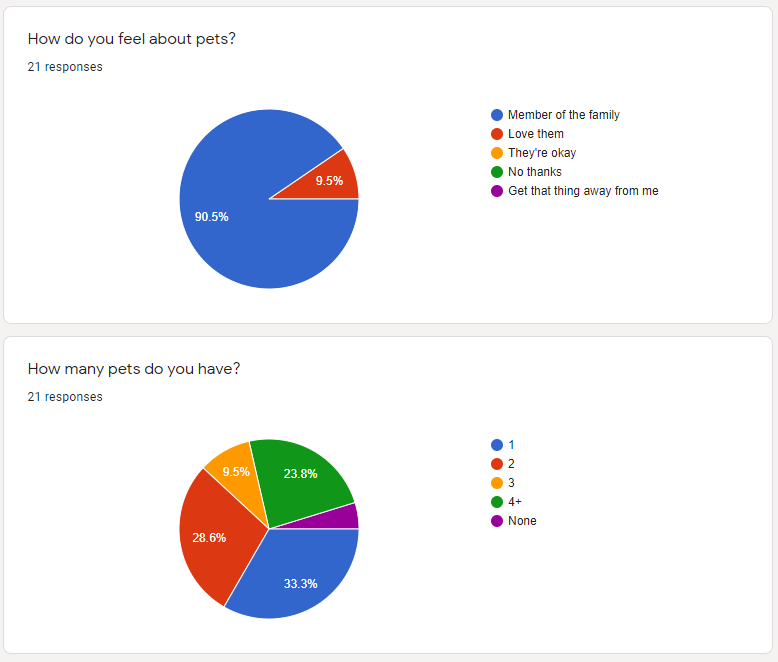 How do you feel about pets?
21 responses
Member of the family
Love them
They're okay
No thanks
Get that thing away from me
9.5%
90.5%
How many pets do you have?
21 responses
1
2
3
4+
None
9.5%
23.8%
28.6%
33.3%